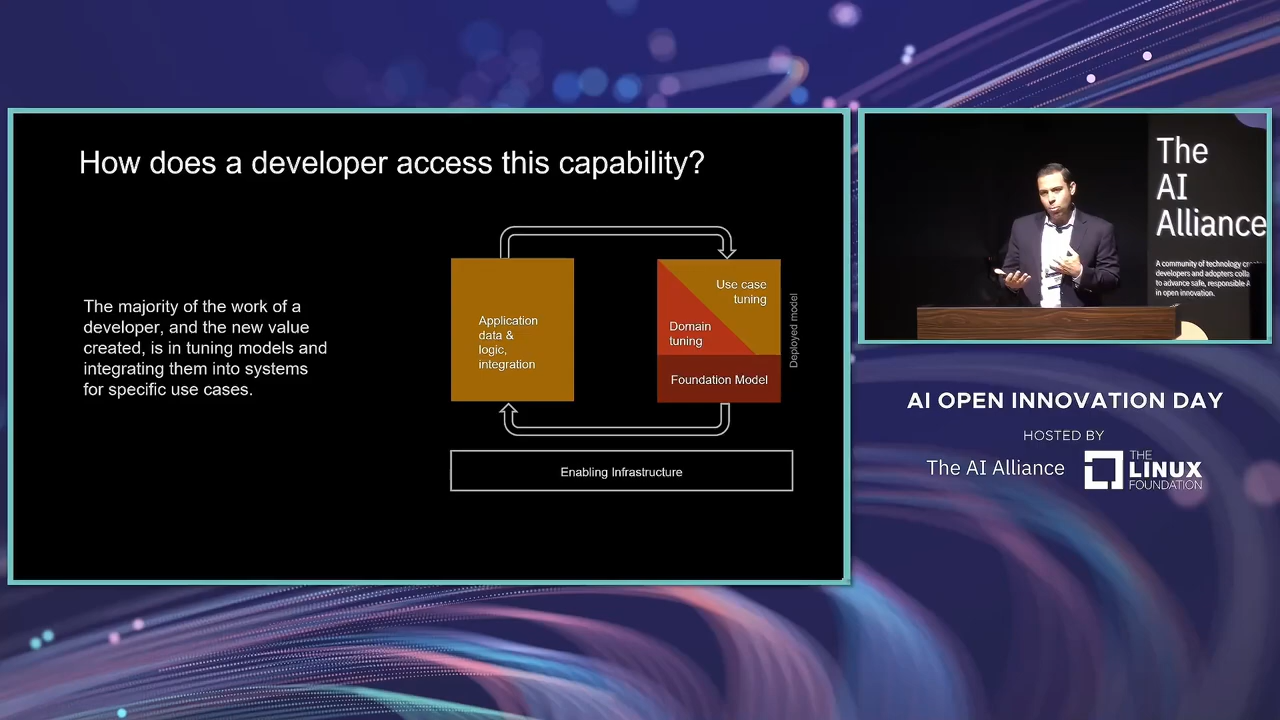 How does a developer access this capability?
The majority of the work of a
developer, and the new value
created, is in tuning models and
integrating them into systems
for specific use cases.
Application
data &
logic,
integration
Use case
tuning
Domain
tuning
Foundation Model
Deployed model
Enabling Infrastructure
The
AI
Alliance
A community of technology
developers and adopters
to advance safe, responsible
in open innovation.
AI OPEN INNOVATION DAY
HOSTED BY
The AI Alliance
THE
LINUX
FOUNDATION